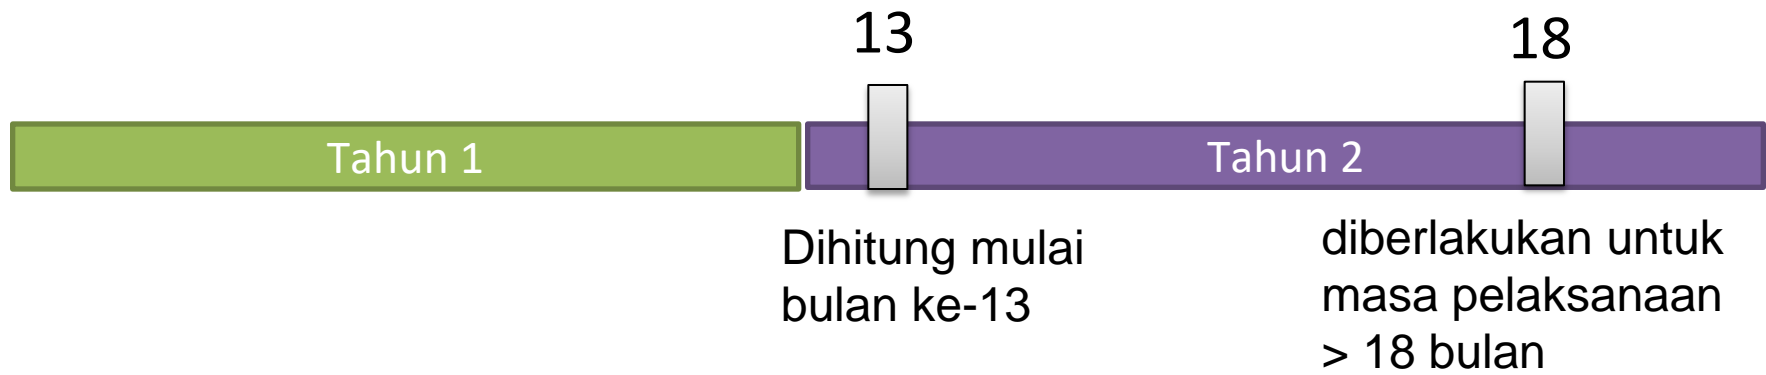 13
18
Tahun 1
Tahun 2
Dihitung mulai
bulan ke-13
diberlakukan untuk
masa pelaksanaan
> 18 bulan